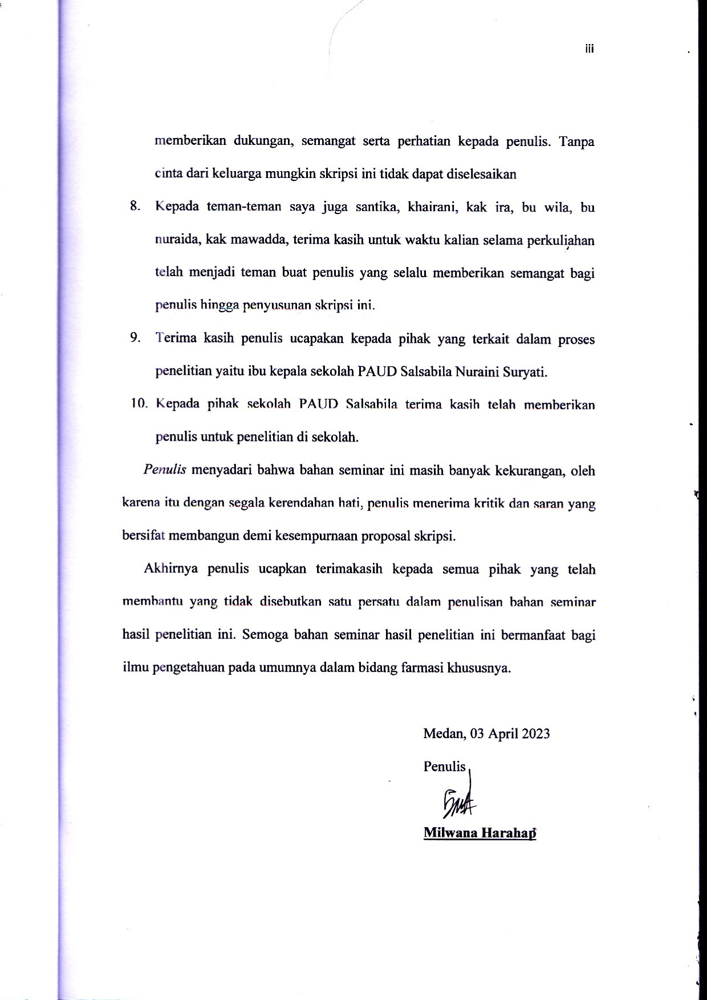 iii
memberikan dukungan, semangat serta perhatian kepada penulis. Tanpa
cinta dari keluarga mungkin skripsi ini tidak dapat diselesaikan
8. Kepada teman-teman saya juga santika, khairani, kak ira, bu wila, bu
nuraida, kak mawadda, terima kasih untuk waktu kalian selama perkuliahan
telah menjadi teman buat penulis yang selalu memberikan semangat bagi
penulis hingga penyusunan skripsi ini.
9. Terima kasih penulis ucapakan kepada pihak yang terkait dalam proses
penelitian yaitu ibu kepala sekolah PAUD Salsabila Nuraini Suryati.
10. Kepada pihak sekolah PAUD Salsabila terima kasih telah memberikan
penulis untuk penelitian di sekolah.
Penulis menyadari bahwa bahan seminar ini masih banyak kekurangan, oleh
karena itu dengan segala kerendahan hati, penulis menerima kritik dan saran yang
bersifat membangun demi kesempurnaan proposal skripsi.
Akhirnya penulis ucapkan terimakasih kepada semua pihak yang telah
membantu yang tidak disebutkan satu persatu dalam penulisan bahan seminar
hasil penelitian ini. Semoga bahan seminar hasil penelitian ini bermanfaat bagi
ilmu pengetahuan pada umumnya dalam bidang farmasi khususnya.
Medan, 03 April 2023
Penulis
Milwana Harahap